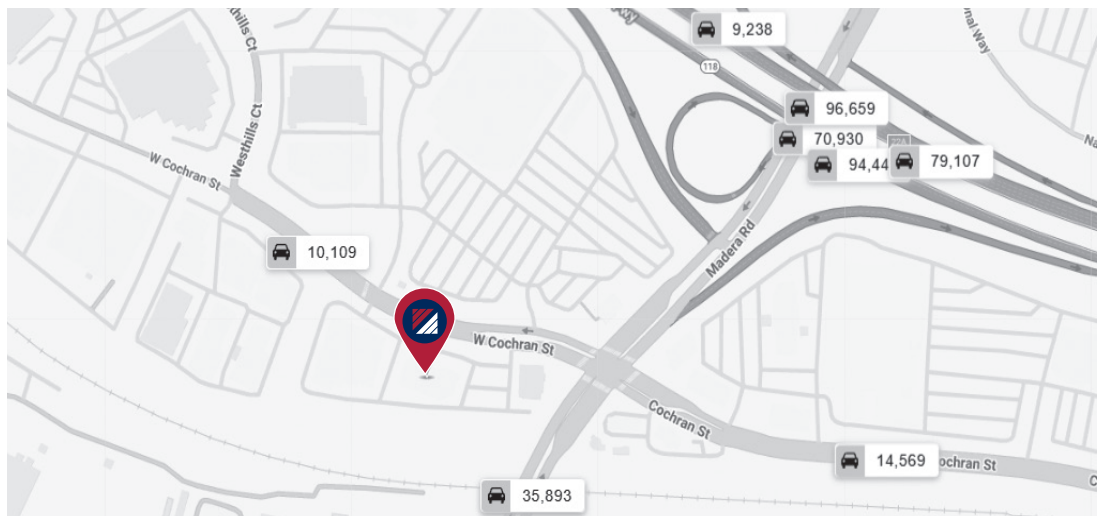 9,238
118
96,659
70,930
94,44
79,107
Westhills Ct
W Cochran St
Madera Rd
10,109
W Cochran St
Cochran St
14,569
ochran St
35,893